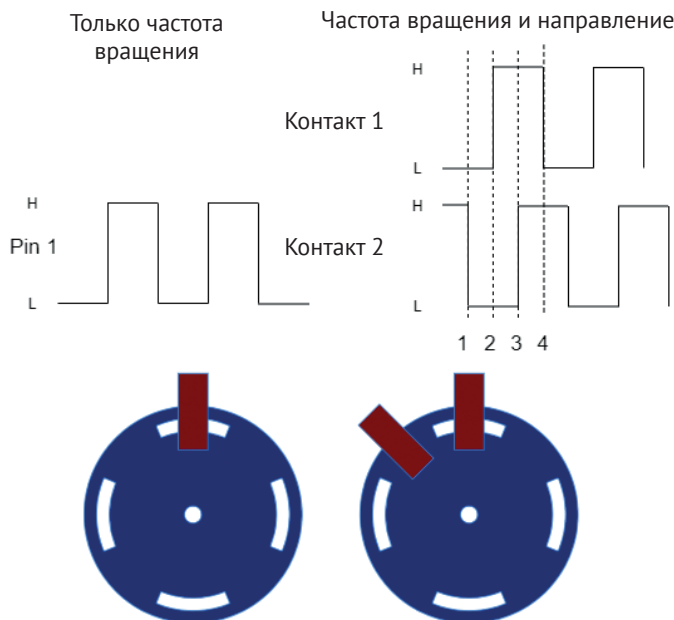 Только частота
вращения
Частота вращения и направление
H
Контакт 1
L
H
Pin 1
L
H
Контакт 2
L
1 2 3 4